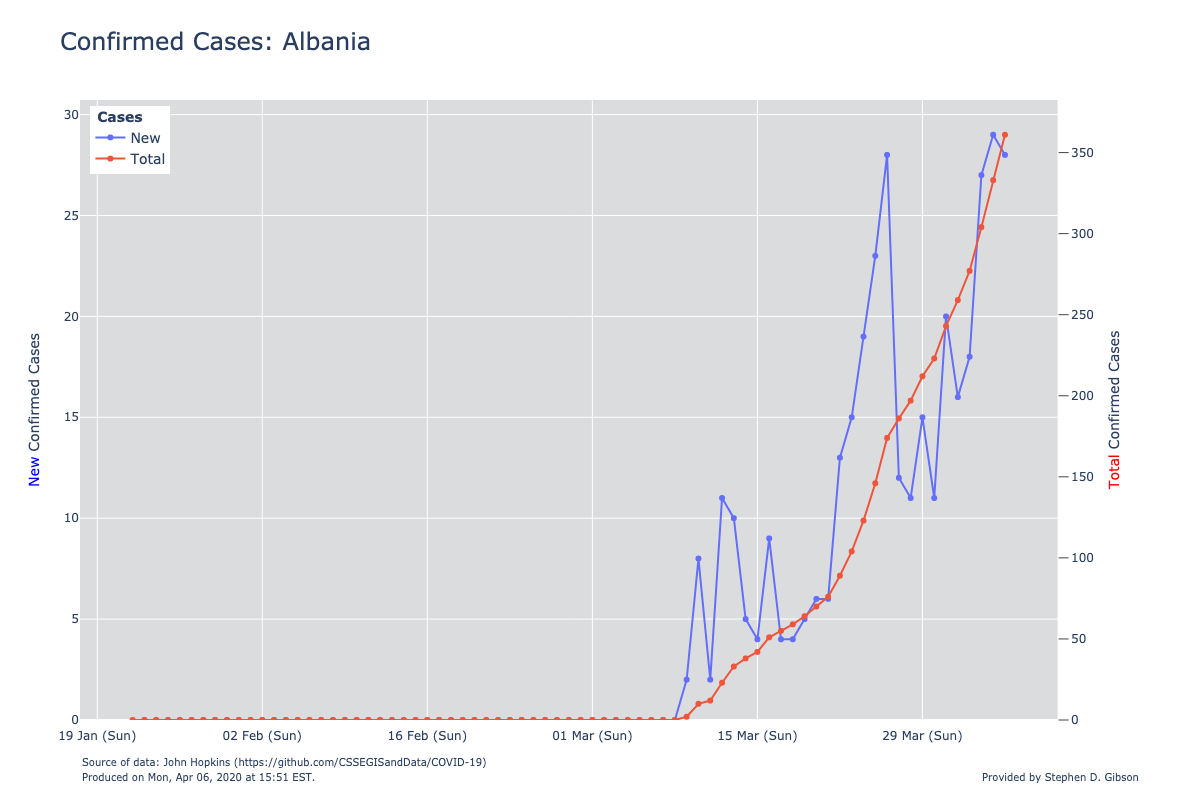 Confirmed Cases: Albania
Cases
New
Total
30
25
20
15
10
5
0
New Confirmed Cases
350
300
250
200
150
100
50
0
Total Confirmed Cases
19 Jan (Sun)
02 Feb (Sun)
16 Feb (Sun)
01 Mar (Sun)
15 Mar (Sun)
29 Mar (Sun)
Source of data: John Hopkins (https://github.com/CSSEGISandData/COVID-19)
Produced on Mon, Apr 06, 2020 at 15:51 EST.
Provided by Stephen D. Gibson